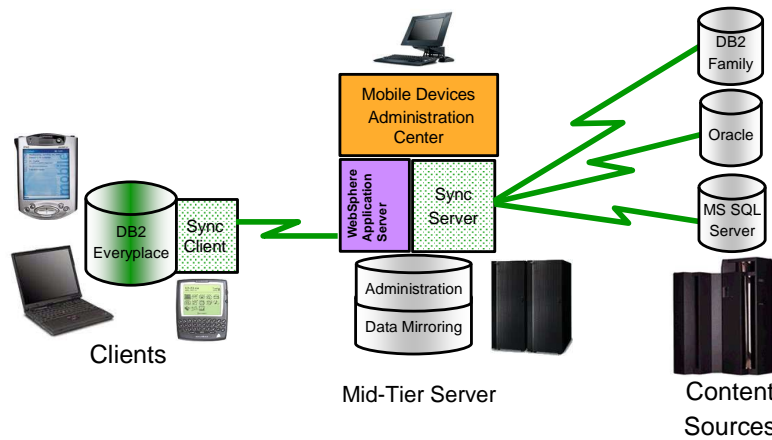 DB2
Family
Mobile Devices
Administration
Center
Oracle
WebSphere
Application
Server
Sync
Server
MS SQL
Server
DB2
Everyplace
Sync
Client
Administration
Data Mirroring
Clients
Mid-Tier Server
Content
Sources